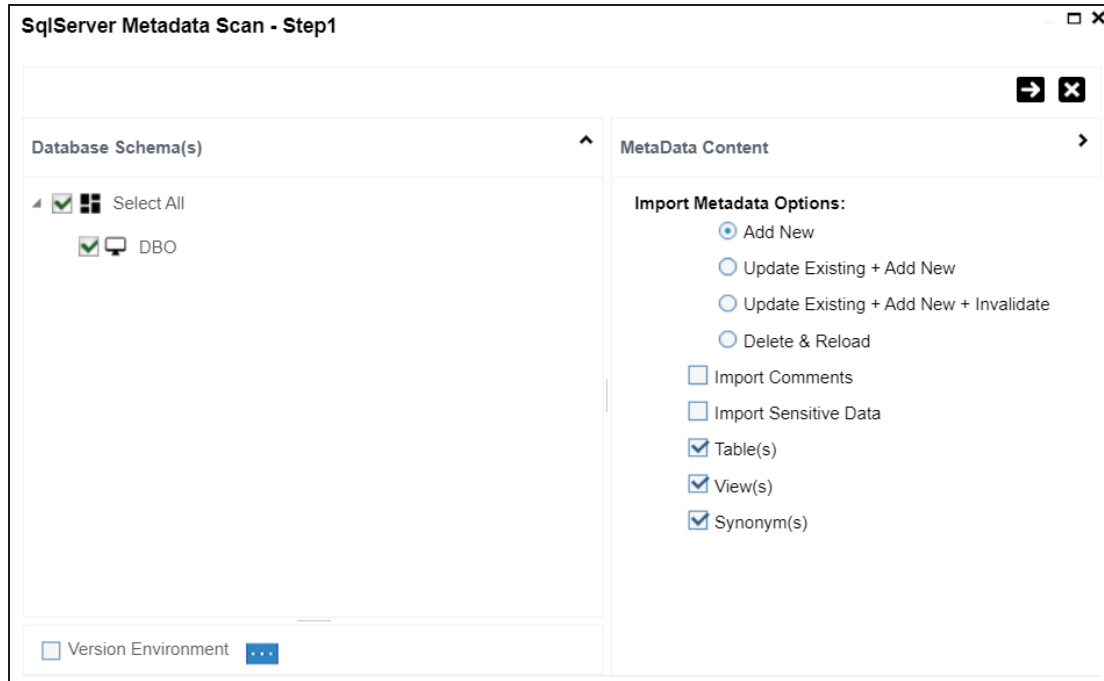 SqlServer Metadata Scan - Step1
Database Schema(s)
Select All
DBO
Version Environment
MetaData Content
Import Metadata Options:
Add New
Update Existing + Add New
Update Existing + Add New + Invalidate
Delete & Reload
Import Comments
Import Sensitive Data
Table(s)
View(s)
Synonym(s)